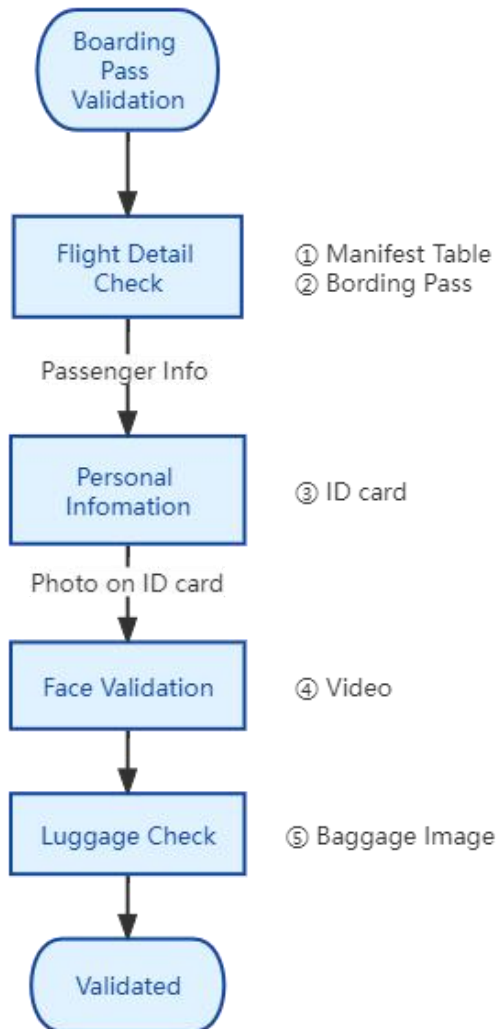 Boarding
Pass
Validation
Flight Detail
Check
① Manifest Table
② Bording Pass
Passenger Info
Personal
Infomation
③ ID card
Photo on ID card
Face Validation
④ Video
Luggage Check
⑤ Baggage Image
Validated